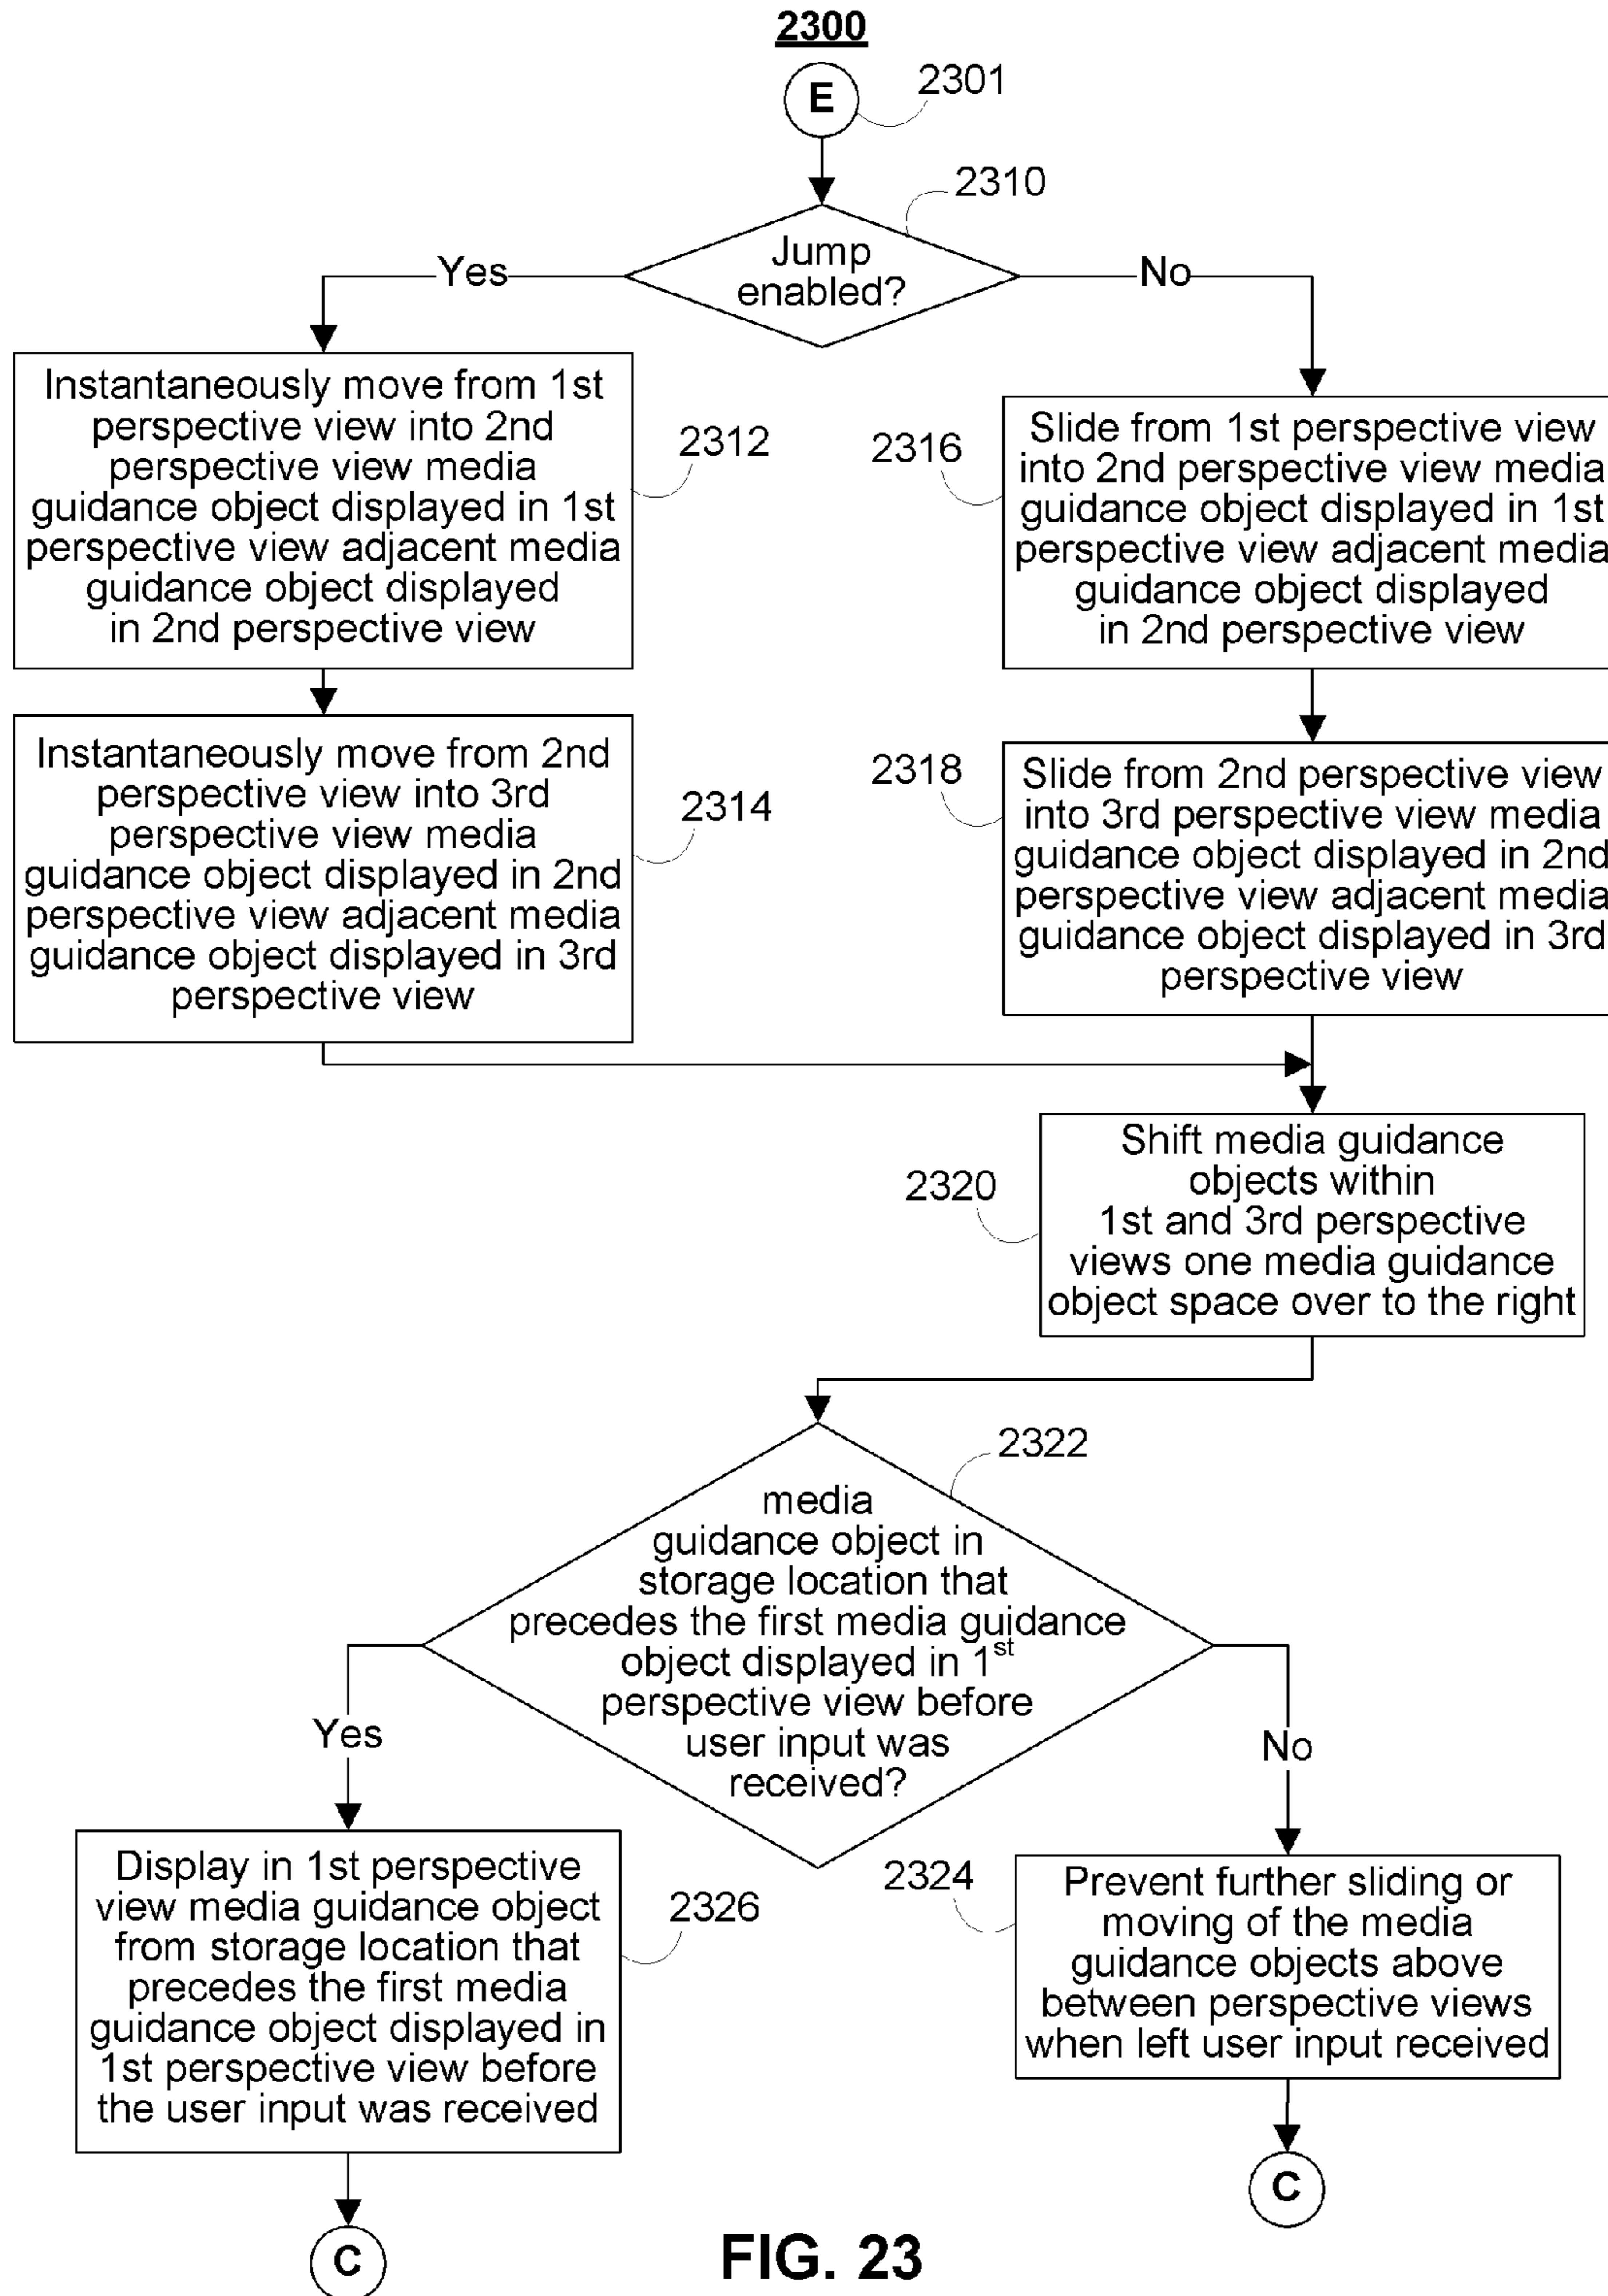 2300
E
2301
2310
Jump
enabled?
Yes
No
Instantaneously move from 1st
perspective view into 2nd
perspective view media
guidance object displayed in 1st
perspective view adjacent media
guidance object displayed
in 2nd perspective view
2312
2316
Slide from 1st perspective view
into 2nd perspective view media
guidance object displayed in 1st
perspective view adjacent media
guidance object displayed
in 2nd perspective view
Instantaneously move from 2nd
perspective view into 3rd
perspective view media
guidance object displayed in 2nd
perspective view adjacent media
guidance object displayed in 3rd
perspective view
2314
2318
Slide from 2nd perspective view
into 3rd perspective view media
guidance object displayed in 2nd
perspective view adjacent media
guidance object displayed in 3rd
perspective view
2320
Shift media guidance
objects within
1st and 3rd perspective
views one media guidance
object space over to the right
2322
media
guidance object in
storage location that
precedes the first media guidance
object displayed in 1st
perspective view before
user input was
received?
Yes
No
Display in 1st perspective
view media guidance object
from storage location that
precedes the first media
guidance object displayed in
1st perspective view before
the user input was received
2326
2324
Prevent further sliding or
moving of the media
guidance objects above
between perspective views
when left user input received
C
C
FIG. 23